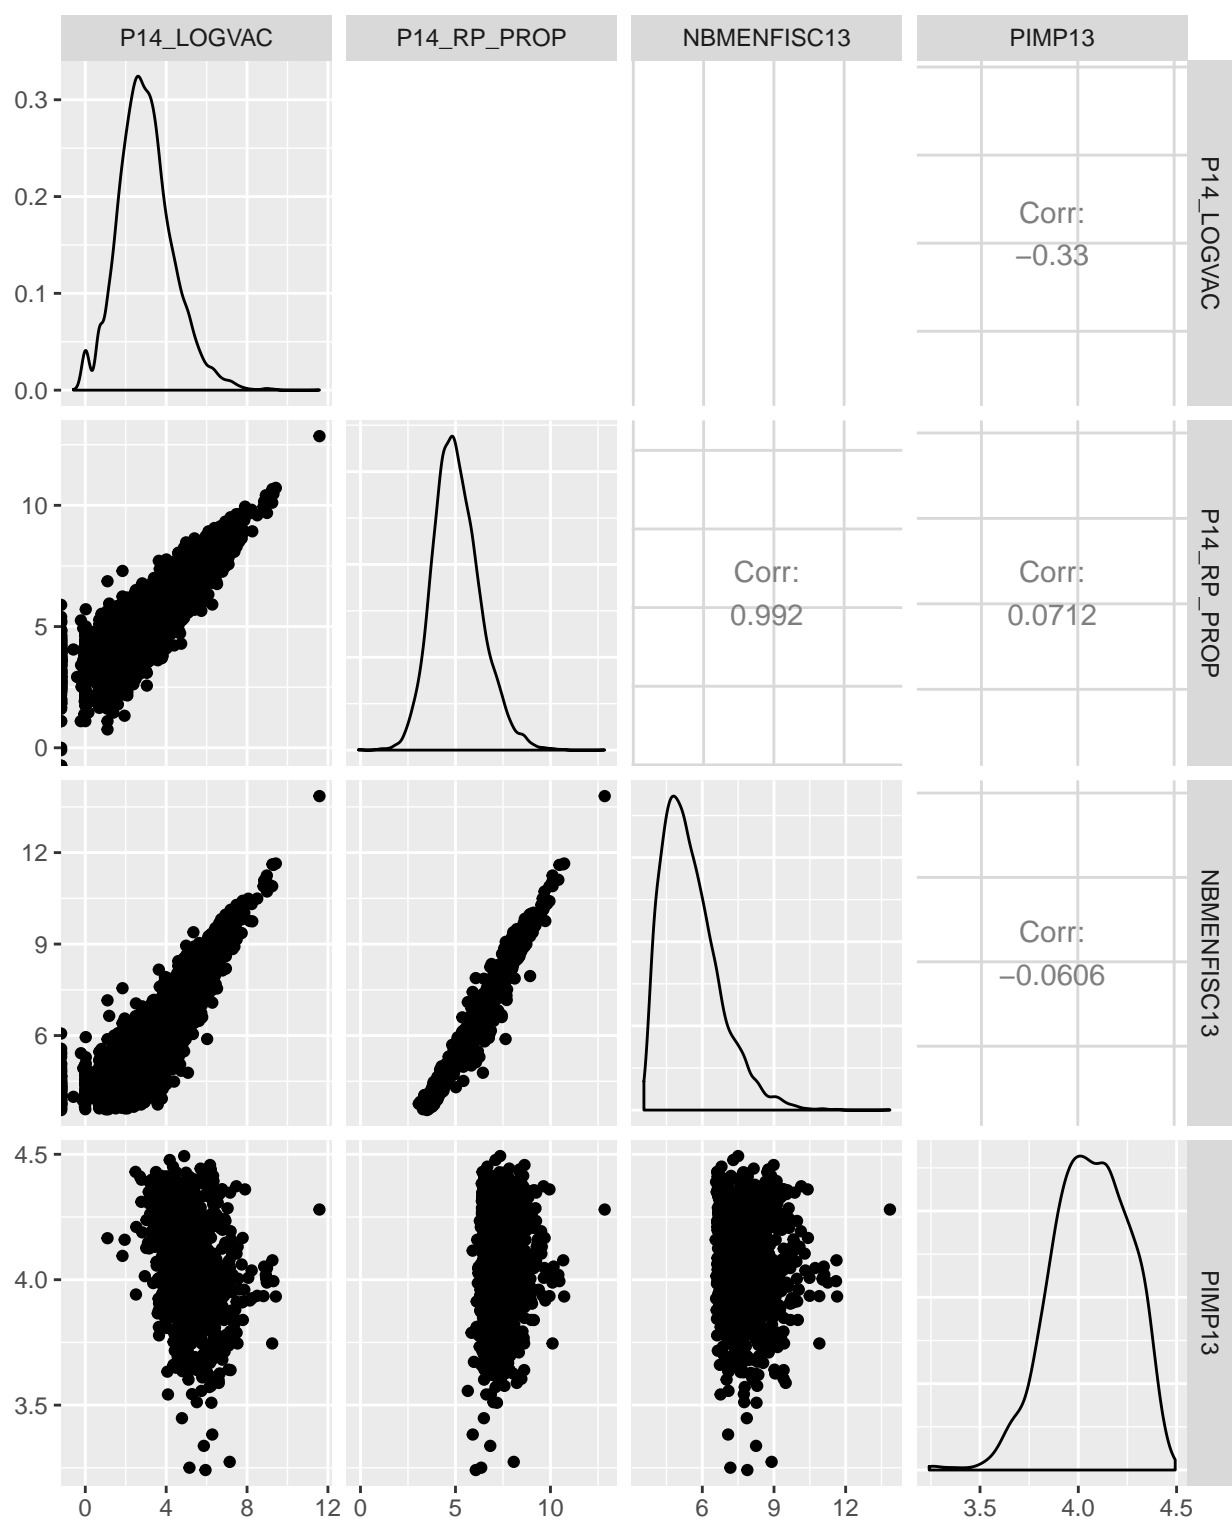 P14_LOGVAC P14_RP_PROP NBMENFISC13 PIMP13
0.3
0.2
0.1
0.0
Corr:
−0.33
P14_LOGVAC
10
5
0
Corr:
0.992
Corr:
0.0712
P14_RP_PROP
12
9
6
Corr:
−0.0606
NBMENFISC13
4.5
4.0
3.5
PIMP13
0 4 8 12 0 5 10 6 9 12 3.5 4.0 4.5